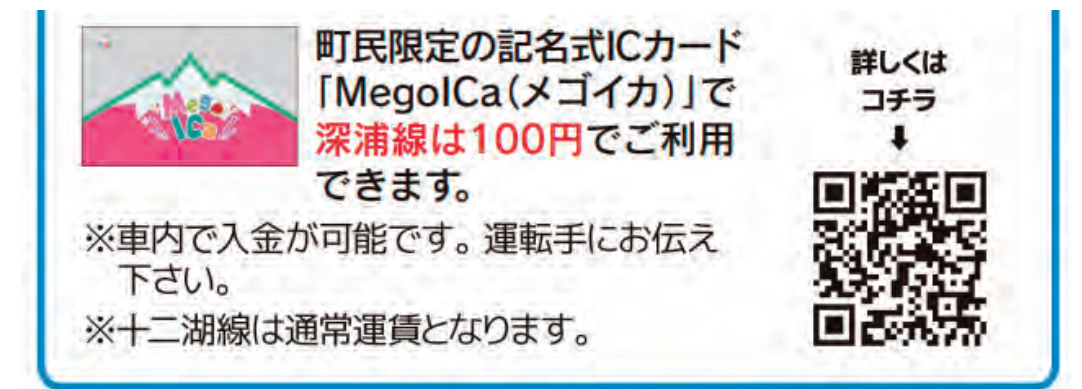 町民限定の記名式ICカード
「MegoICa(メゴイカ)」で
深浦線は100円でご利用
できます。
※車内で入金が可能です。運転手にお伝え
下さい。
※十二湖線は通常運賃となります。
Mego
ICa
詳しくは
コチラ